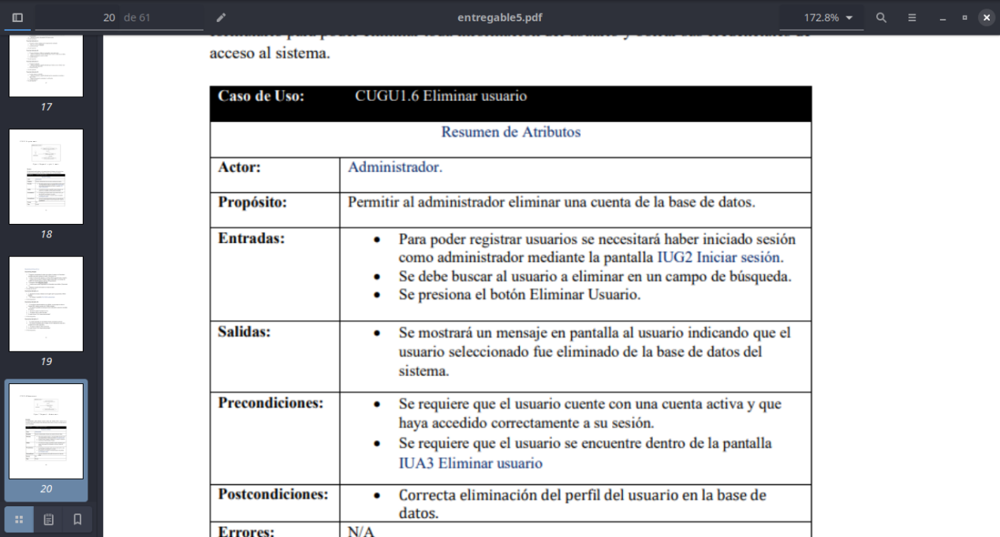 20 de 61
entregable5.pdf
172.8%
acceso al sistema.
Caso de Uso: CUGU1.6 Eliminar usuario
Resumen de Atributos
Actor: Administrador.
Propósito: Permitir al administrador eliminar una cuenta de la base de datos.
Entradas: • Para poder registrar usuarios se necesitará haber iniciado sesión
como administrador mediante la pantalla IUG2 Iniciar sesión.
• Se debe buscar al usuario a eliminar en un campo de búsqueda.
• Se presiona el botón Eliminar Usuario.
Salidas: • Se mostrará un mensaje en pantalla al usuario indicando que el
usuario seleccionado fue eliminado de la base de datos del
sistema.
Precondiciones: • Se requiere que el usuario cuente con una cuenta activa y que
haya accedido correctamente a su sesión.
• Se requiere que el usuario se encuentre dentro de la pantalla
IUA3 Eliminar usuario
Postcondiciones: • Correcta eliminación del perfil del usuario en la base de
datos.
Errores: N/A
17
18
19
20